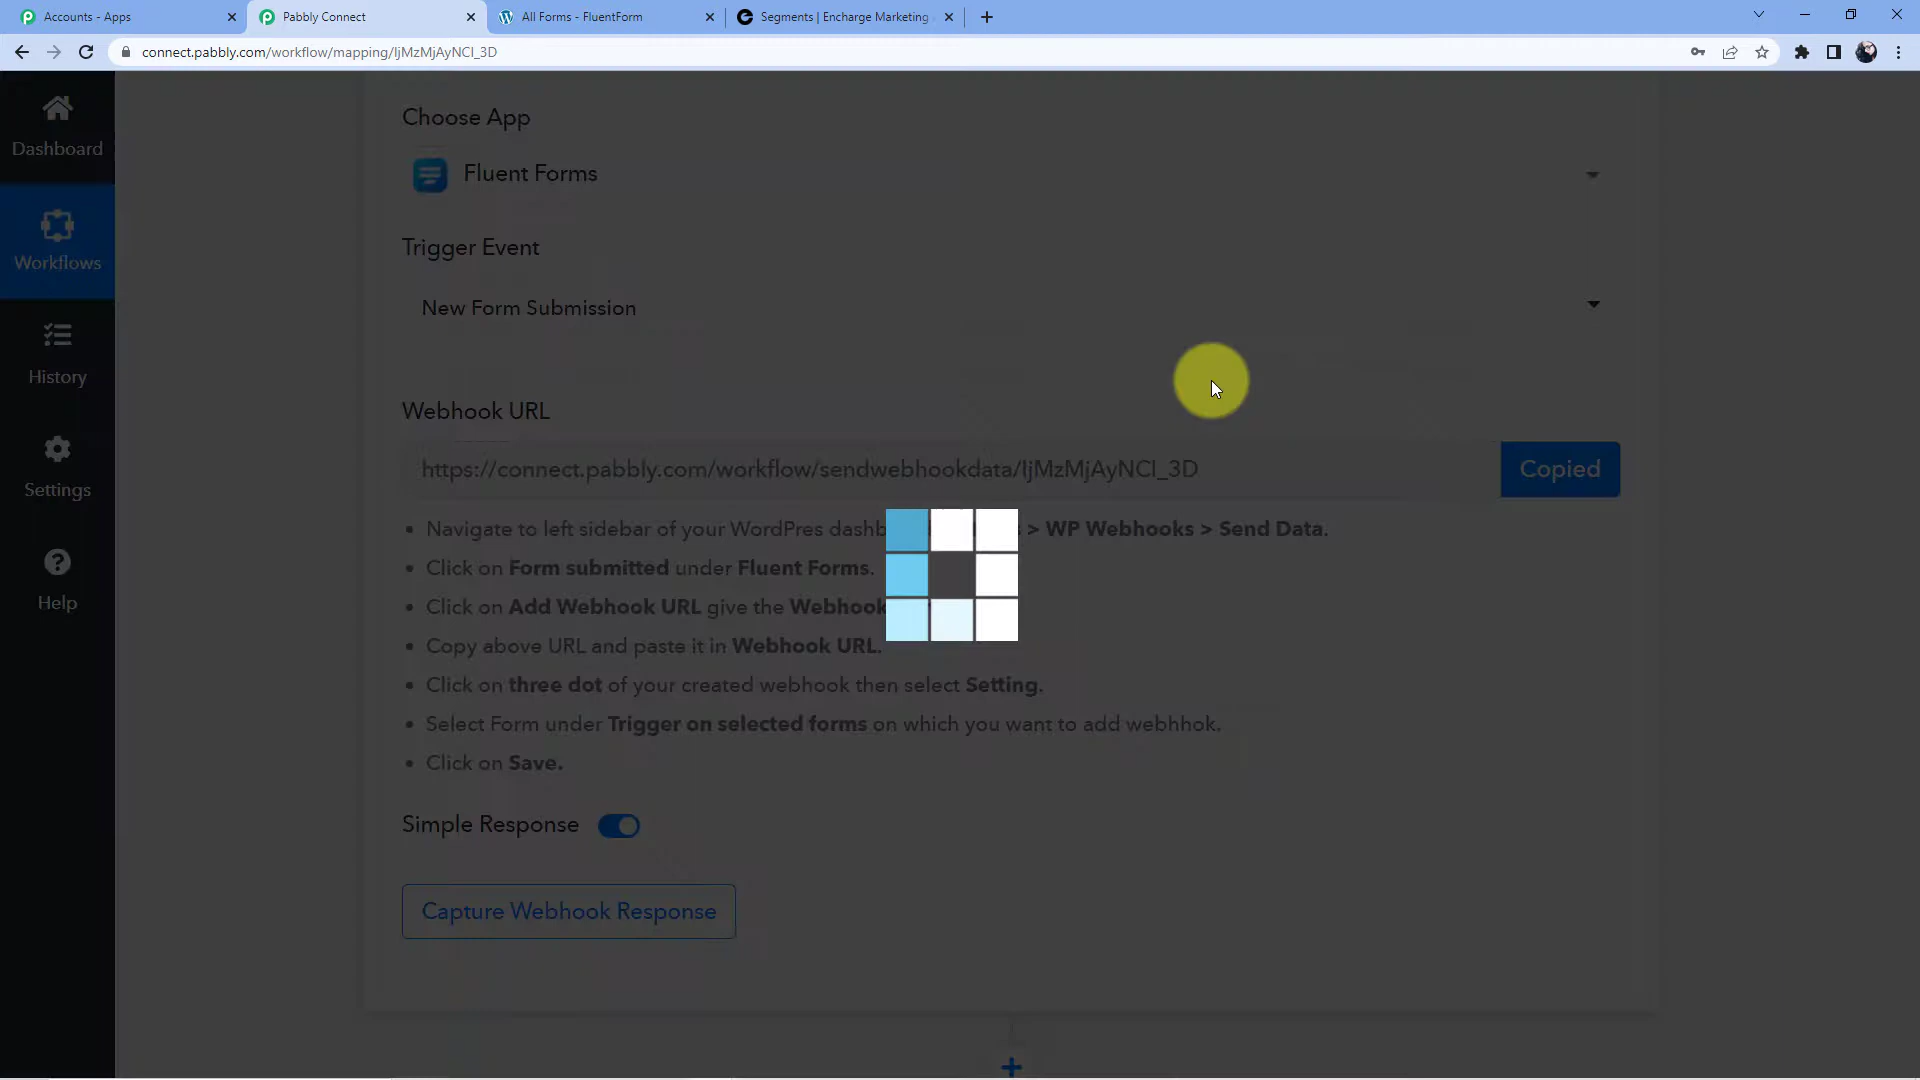 Accounts - Apps
Pabbly Connect
All Forms - FluentForm
Segments | Encharge Marketing
connect.pabbly.com/workflow/mapping/IjMzMjAyNCI_3D
Dashboard
Workflows
History
Settings
Help
Choose App
Fluent Forms
Trigger Event
New Form Submission
Webhook URL
https://connect.pabbly.com/workflow/sendwebhookdata/IjMzMjAyNCI_3D
Copied
Navigate to left sidebar of your WordPres > WP Webhooks > Send Data.
Click on Form submitted under Fluent Forms.
Click on Add Webhook URL give the Webhook
Copy above URL and paste it in Webhook URL.
Click on three dot of your created webhook then select Setting.
Select Form under Trigger on selected forms on which you want to add webhhok.
Click on Save.
Simple Response
Capture Webhook Response